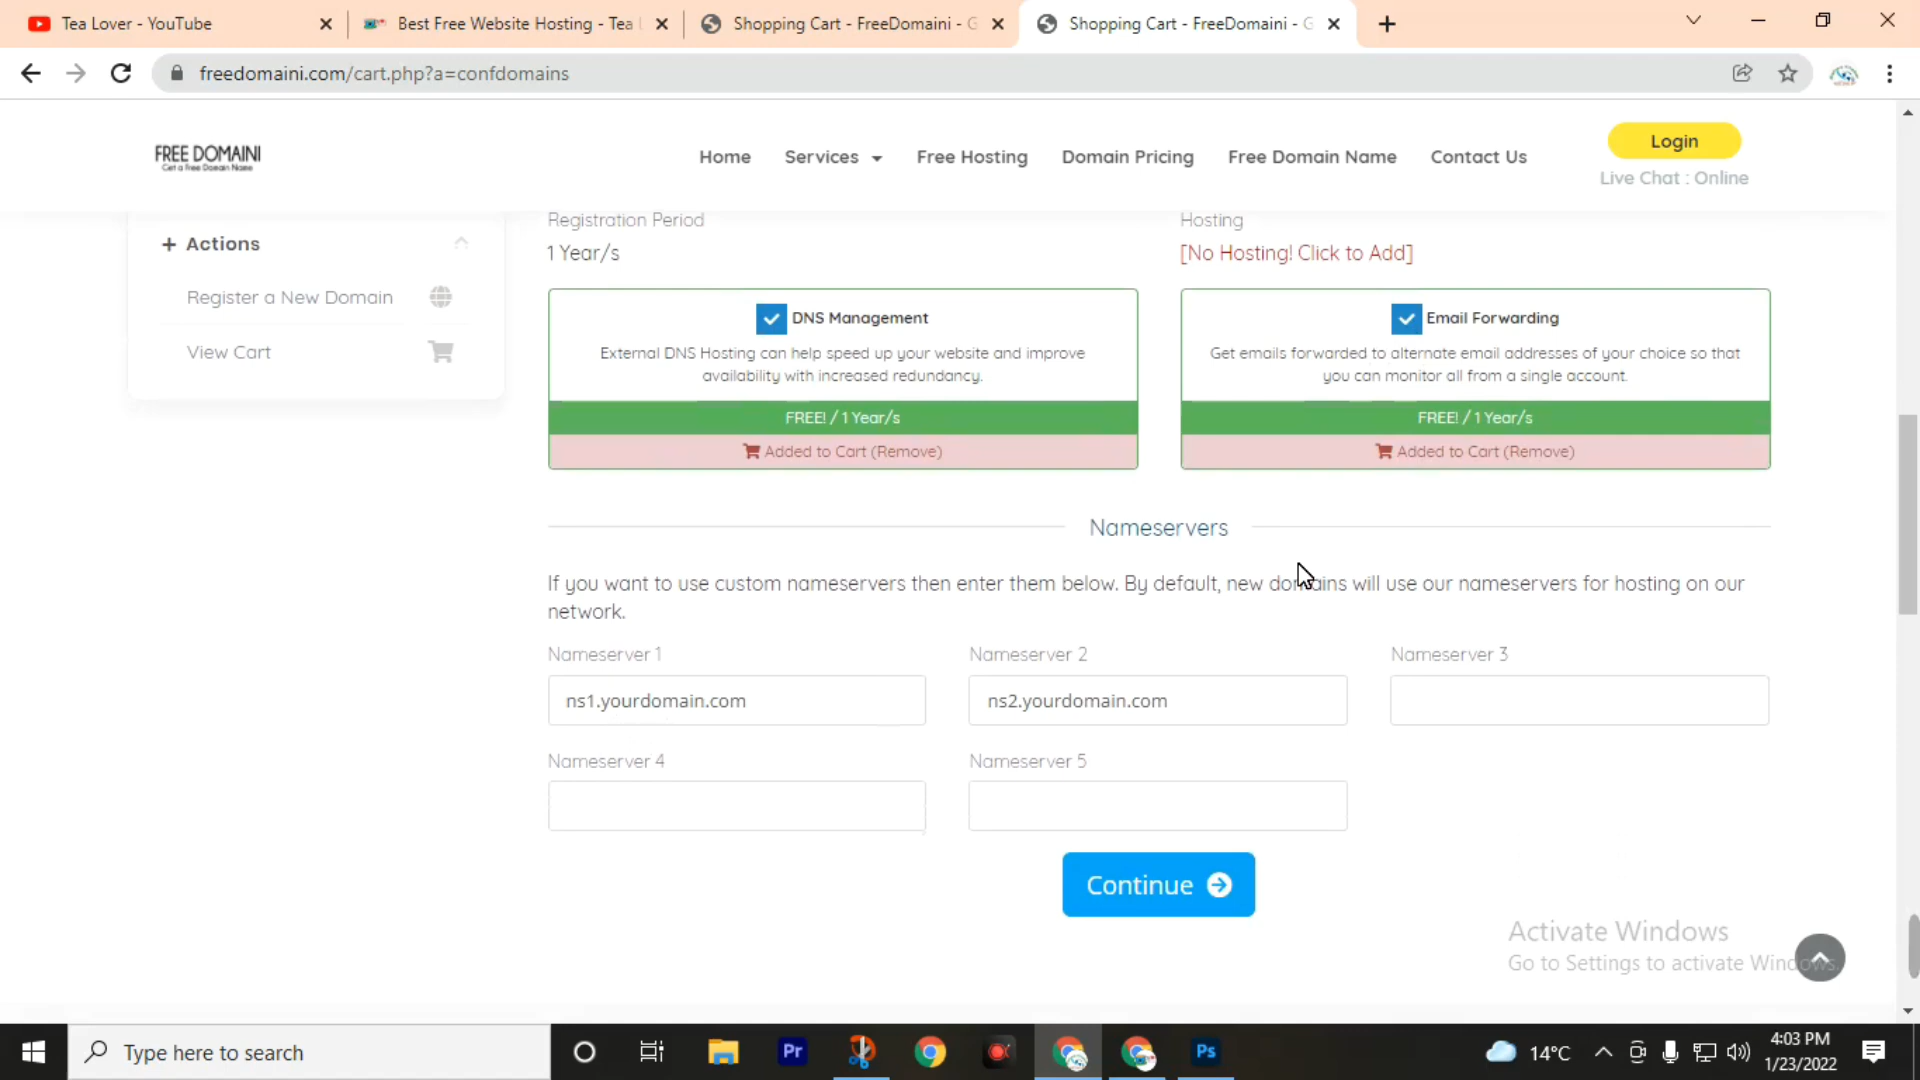 Tea Lover - YouTube
Best Free Website Hosting - Tea
Shopping Cart - FreeDomaini - G
Shopping Cart - FreeDomaini - G
freedomaini.com/cart.php?a=confdomains
FREE DOMAINI
Get a Free Domain Name
Home
Services
Free Hosting
Domain Pricing
Free Domain Name
Contact Us
Login
Live Chat : Online
Actions
Register a New Domain
View Cart
Registration Period
1 Year/s
Hosting
[No Hosting! Click to Add]
DNS Management
External DNS Hosting can help speed up your website and improve
availability with increased redundancy.
FREE! / 1 Year/s
Added to Cart (Remove)
Email Forwarding
Get emails forwarded to alternate email addresses of your choice so that
you can monitor all from a single account.
FREE! / 1 Year/s
Added to Cart (Remove)
Nameservers
If you want to use custom nameservers then enter them below. By default, new domains will use our nameservers for hosting on our
network.
Nameserver 1
Nameserver 2
Nameserver 3
ns1.yourdomain.com
ns2.yourdomain.com
Nameserver 4
Nameserver 5
Continue
Activate Windows
Go to Settings to activate Windows.
Type here to search
Pr
Ps
14°C
4:03 PM
1/23/2022